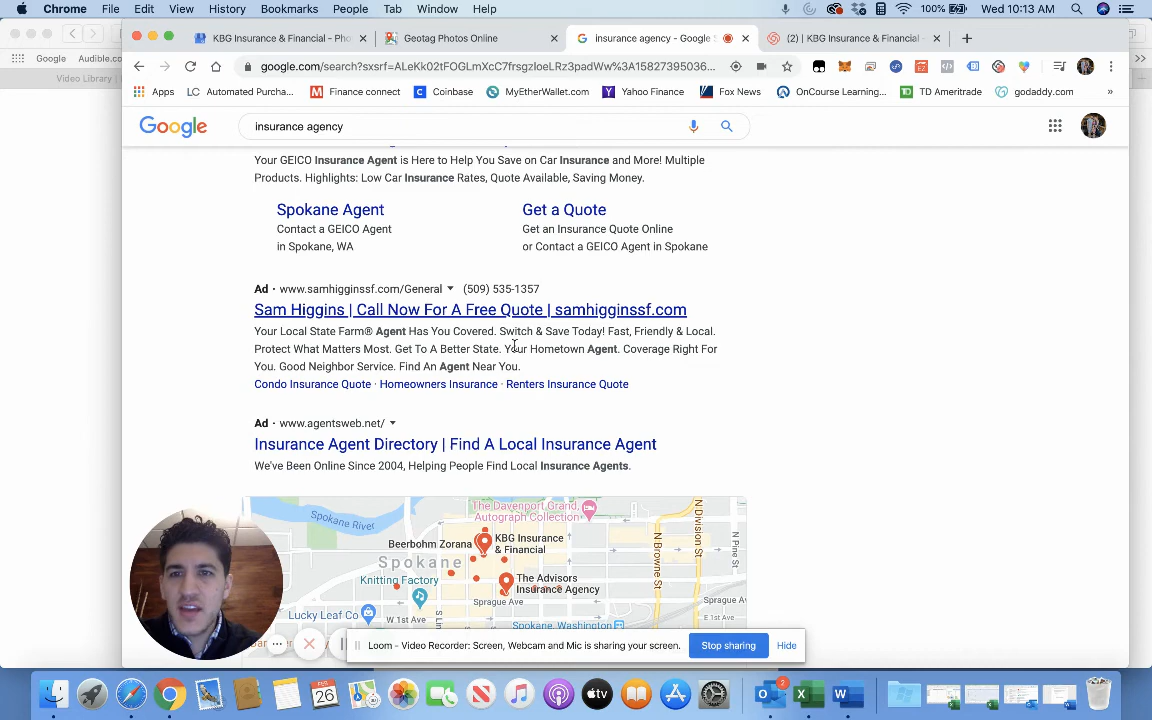 Chrome File Edit View History Bookmarks People Tab Window Help 100% Wed 10:13 AM
KBG Insurance & Financial - Pho
Geotag Photos Online
insurance agency - Google S
(2) | KBG Insurance & Financial -
google.com/search?sxsrf=ALeKk02tFOGLmXcC7frsgzIoeLRz3padWw%3A15827395036...
Apps Automated Purcha... Finance connect Coinbase MyEtherWallet.com Yahoo Finance Fox News OnCourse Learning... TD Ameritrade godaddy.com
Google Audible.co
Video Library
Google
insurance agency
Your GEICO Insurance Agent is Here to Help You Save on Car Insurance and More! Multiple
Products. Highlights: Low Car Insurance Rates, Quote Available, Saving Money.
Spokane Agent
Contact a GEICO Agent
in Spokane, WA
Get a Quote
Get an Insurance Quote Online
or Contact a GEICO Agent in Spokane
Ad · www.samhigginssf.com/General (509) 535-1357
Sam Higgins | Call Now For A Free Quote | samhigginssf.com
Your Local State Farm® Agent Has You Covered. Switch & Save Today! Fast, Friendly & Local.
Protect What Matters Most. Get To A Better State. Your Hometown Agent. Coverage Right For
You. Good Neighbor Service. Find An Agent Near You.
Condo Insurance Quote · Homeowners Insurance · Renters Insurance Quote
Ad · www.agentsweb.net/
Insurance Agent Directory | Find A Local Insurance Agent
We've Been Online Since 2004, Helping People Find Local Insurance Agents.
The Davenport Grand,
Autograph Collection
Spokane River
Beerbohm Zorana
KBG Insurance
& Financial
Spokane
Knitting Factory
The Advisors
Insurance Agency
Sprague Ave
Sprague Av
Lucky Leaf Co
W 1st Ave
E 1st Ave
Spokane, Washington
N Browne St
N Division St
N Pine St
Loom - Video Recorder: Screen, Webcam and Mic is sharing your screen.
Stop sharing
Hide
FEB
26
2